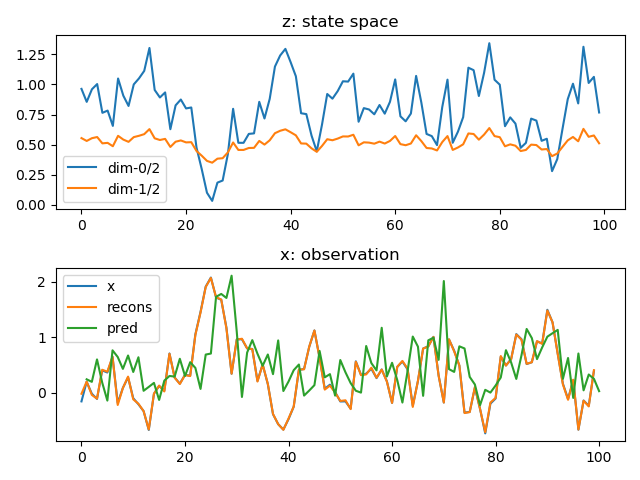 z: state space
1.25
1.00
0.75
0.50
0.25
0.00
dim-0/2
dim-1/2
0 20 40 60 80 100
x: observation
2
1
0
x
recons
pred
0 20 40 60 80 100